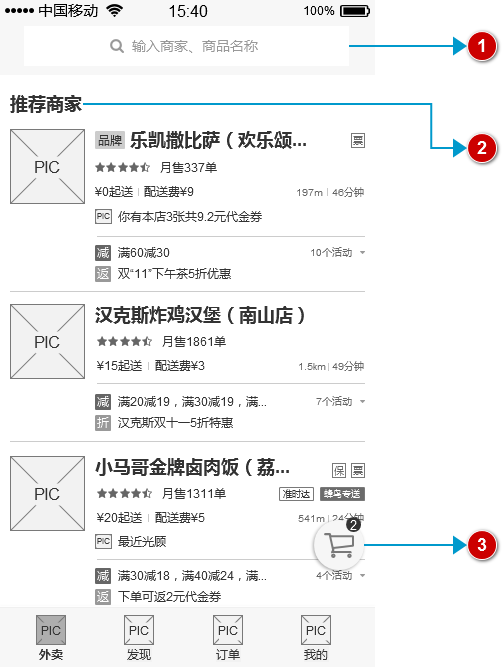 中国移动 15:40 100%
输入商家、商品名称
1
推荐商家
2
品牌 乐凯撒比萨（欢乐颂... 票
PIC
月售337单
¥0起送 配送费¥9 197m 46分钟
PIC 你有本店3张共9.2元代金券
减 满60减30 10个活动
返 双“11”下午茶5折优惠
汉克斯炸鸡汉堡（南山店）
PIC
月售1861单
¥15起送 配送费¥3 1.5km 49分钟
减 满20减19，满30减19，满... 7个活动
折 汉克斯双十一5折特惠
小马哥金牌卤肉饭（荔... 保 票
PIC
月售1311单 准时达 蜂鸟专送
¥20起送 配送费¥5 541m 24分钟
2
PIC 最近光顾
3
减 满30减18，满40减24，满... 4个活动
返 下单可返2元代金券
PIC PIC PIC PIC
外卖 发现 订单 我的